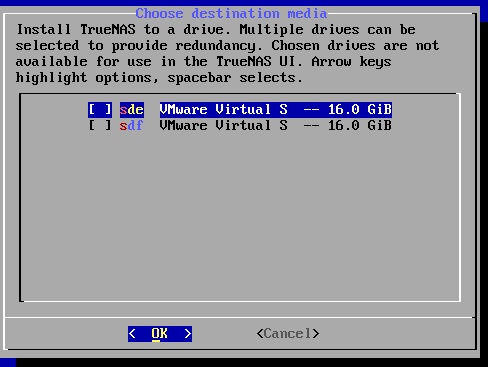 Choose destination media
Install TrueNAS to a drive. Multiple drives can be
selected to provide redundancy. Chosen drives are not
available for use in the TrueNAS UI. Arrow keys
highlight options, spacebar selects.
[ ] sde  VMware Virtual S  -- 16.0 GiB
[ ] sdf  VMware Virtual S  -- 16.0 GiB
<  OK  >        <Cancel>